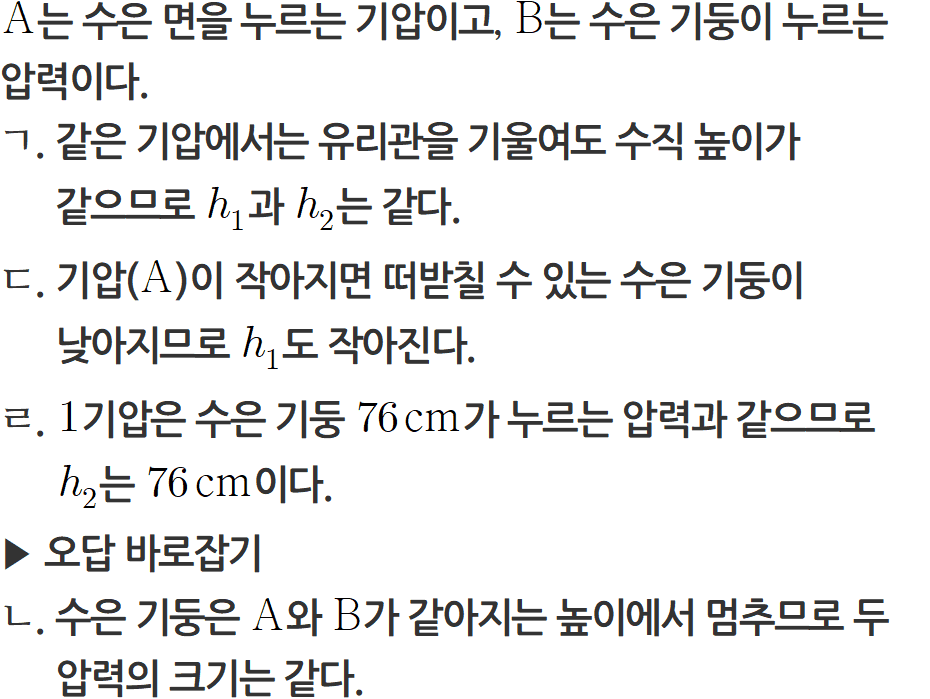 A는 수은 면을 누르는 기압이고, B는 수은 기둥이 누르는
압력이다.
ㄱ. 같은 기압에서는 유리관을 기울여도 수직 높이가
같으므로 h₁과 h₂는 같다.
ㄷ. 기압(A)이 작아지면 떠받칠 수 있는 수은 기둥이
낮아지므로 h₁도 작아진다.
ㄹ. 1기압은 수은 기둥 76 cm가 누르는 압력과 같으므로
h₂는 76 cm이다.
▶ 오답 바로잡기
ㄴ. 수은 기둥은 A와 B가 같아지는 높이에서 멈추므로 두
압력의 크기는 같다.